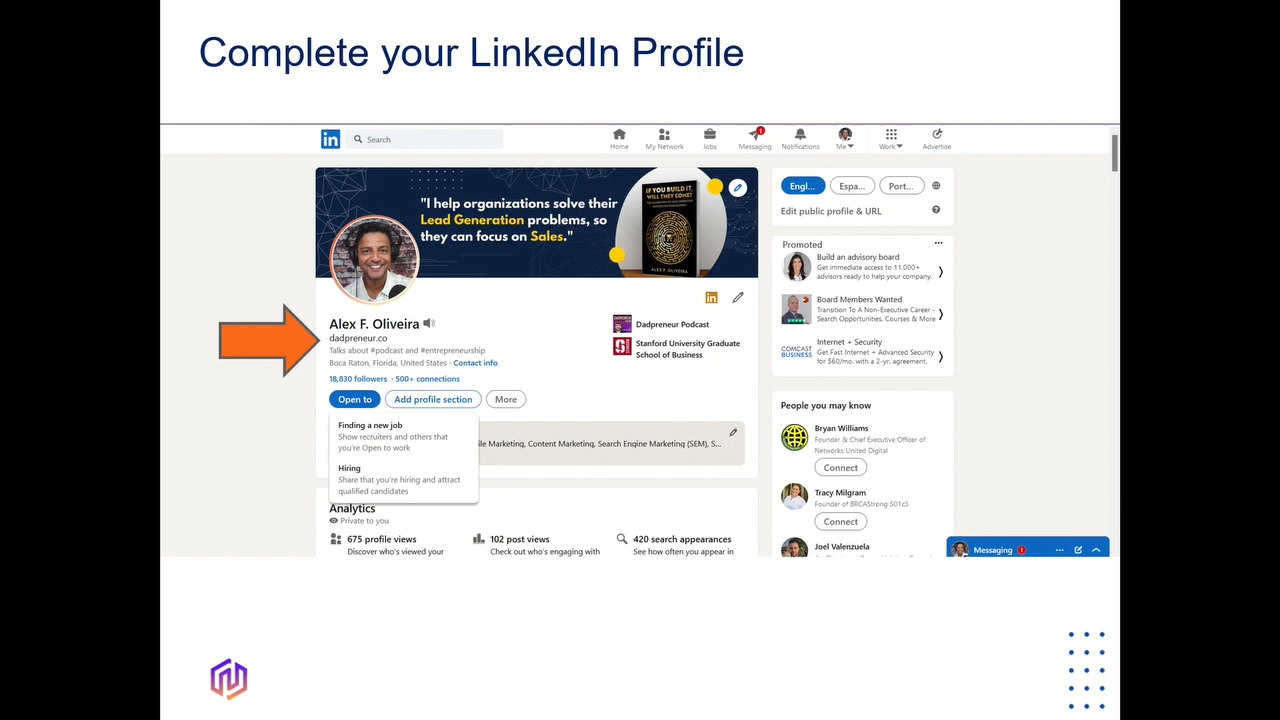 Complete your LinkedIn Profile
in
Search
1
Home
My Network
Jobs
Messaging
Notifications
Me
Work
Advertise
"I help organizations solve their
Lead Generation problems, so
they can focus on Sales."
IF YOU BUILD IT,
WILL THEY COME?
ALEX F. OLIVEIRA
Engl...
Espa...
Port...
Edit public profile & URL
Promoted
Build an advisory board
Get immediate access to 11,000+
advisors ready to help your company.
Board Members Wanted
Transition To A Non-Executive Career -
Search Opportunities, Courses & More
COMCAST
BUSINESS
Internet + Security
Get Fast Internet + Advanced Security
for $60/mo. with a 2-yr. agreement.
Alex F. Oliveira
dadpreneur.co
Talks about #podcast and #entrepreneurship
Boca Raton, Florida, United States · Contact info
18,830 followers · 500+ connections
Dadpreneur Podcast
Stanford University Graduate
School of Business
Open to
Add profile section
More
Finding a new job
Show recruiters and others that
you're Open to work
Hiring
Share that you're hiring and attract
qualified candidates
ile Marketing, Content Marketing, Search Engine Marketing (SEM), S...
Analytics
Private to you
675 profile views
Discover who's viewed your
102 post views
Check out who's engaging with
420 search appearances
See how often you appear in
People you may know
Bryan Williams
Founder & Chief Executive Officer of
Networks United Digital
Connect
Tracy Milgram
Founder of BRCAStrong 501c3
Connect
Joel Valenzuela
Messaging
1